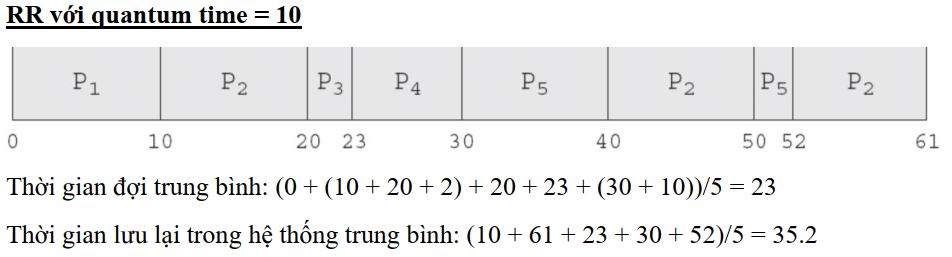 RR với quantum time = 10
P1 P2 P3 P4 P5 P2 P5 P2
0 10 20 23 30 40 50 52 61
Thời gian đợi trung bình: (0 + (10 + 20 + 2) + 20 + 23 + (30 + 10))/5 = 23
Thời gian lưu lại trong hệ thống trung bình: (10 + 61 + 23 + 30 + 52)/5 = 35.2